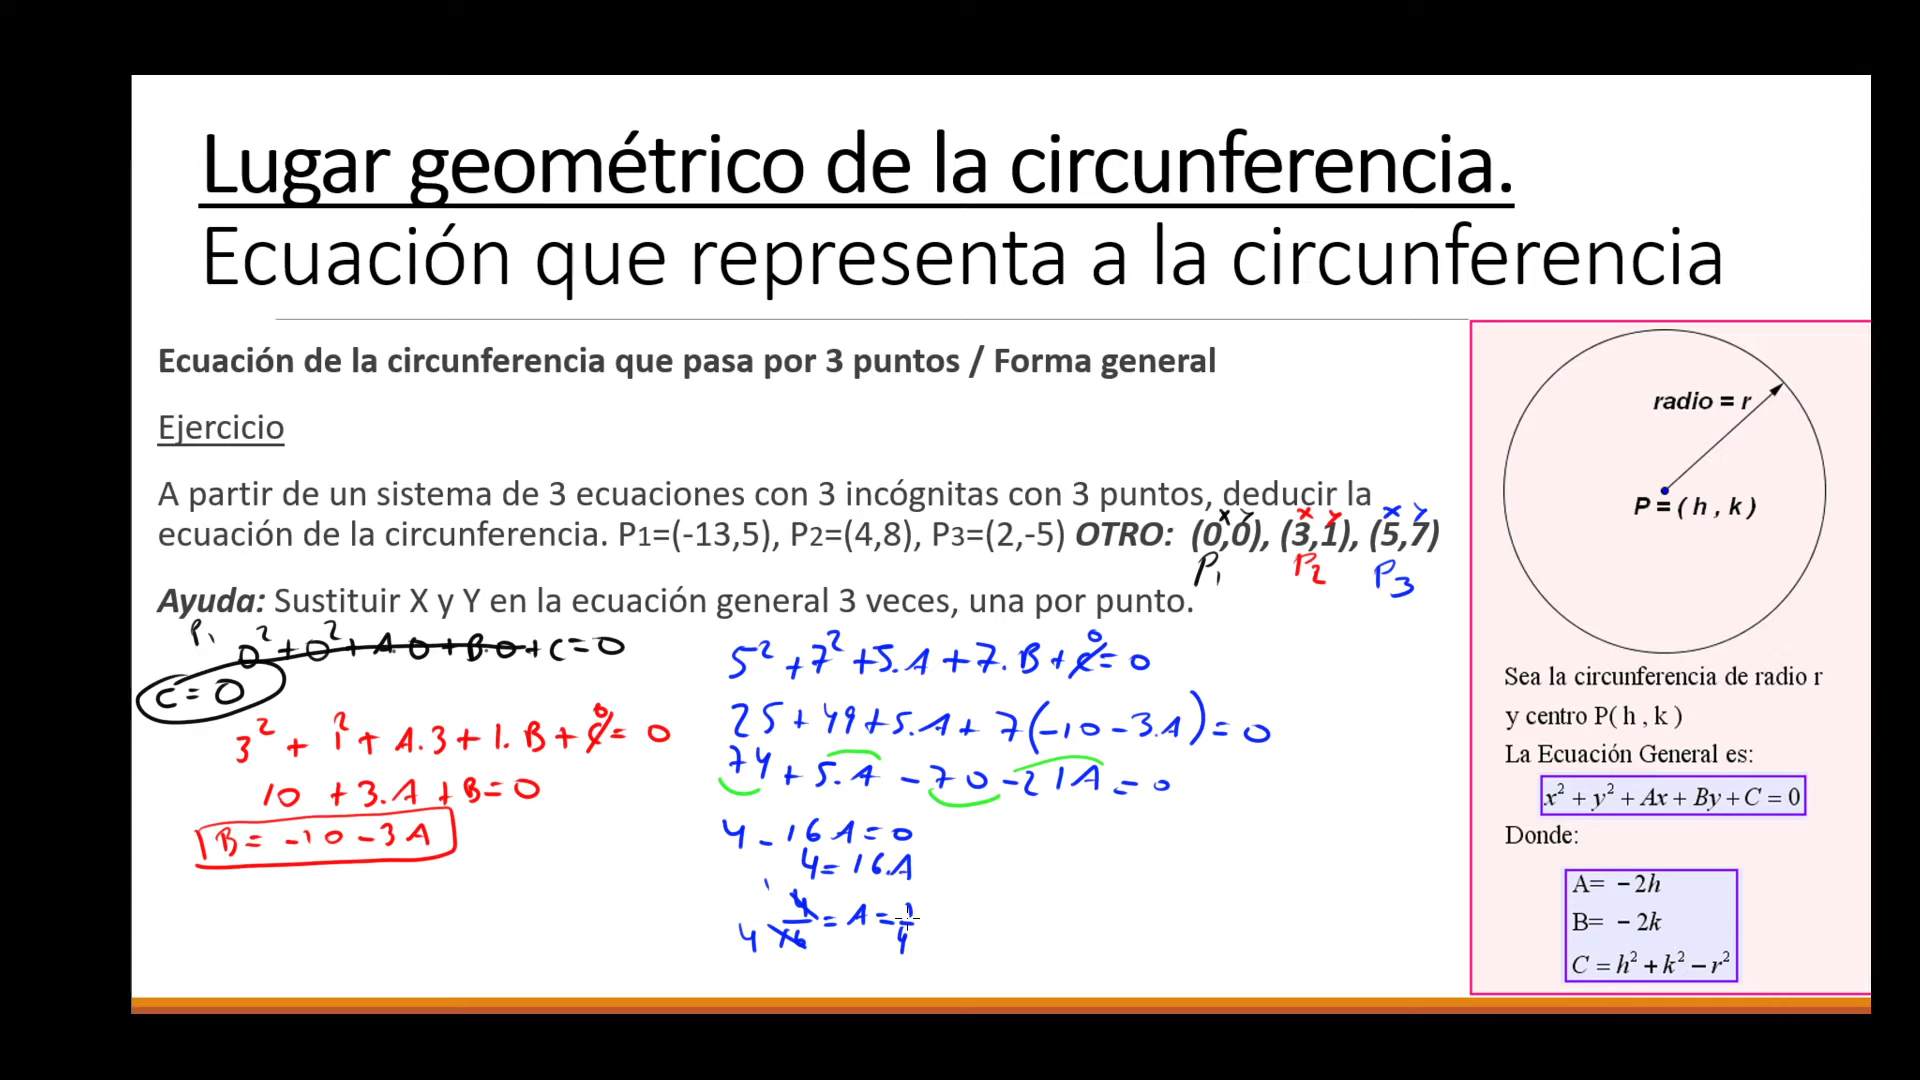 Lugar geométrico de la circunferencia.
Ecuación que representa a la circunferencia
Ecuación de la circunferencia que pasa por 3 puntos / Forma general
Ejercicio
A partir de un sistema de 3 ecuaciones con 3 incógnitas con 3 puntos, deducir la
x y x y x y
ecuación de la circunferencia. P1=(-13,5), P2=(4,8), P3=(2,-5) OTRO: (0,0), (3,1), (5,7)
P1 P2 P3
Ayuda: Sustituir X y Y en la ecuación general 3 veces, una por punto.
P1
0² + 0² + A.0 + B.0 + C = 0
C = 0
3² + 1² + A.3 + 1.B + C = 0
0
10 + 3.A + B = 0
B = -10 - 3A
5² + 7² + 5.A + 7.B + C = 0
0
25 + 49 + 5.A + 7(-10 - 3.A) = 0
74 + 5.A - 70 - 21A = 0
4 - 16A = 0
4 = 16.A
1
4/16 = A = 1/4
4
radio = r
P = ( h , k )
Sea la circunferencia de radio r
y centro P( h , k )
La Ecuación General es:
x² + y² + Ax + By + C = 0
Donde:
A= −2h
B= −2k
C = h² + k² − r²